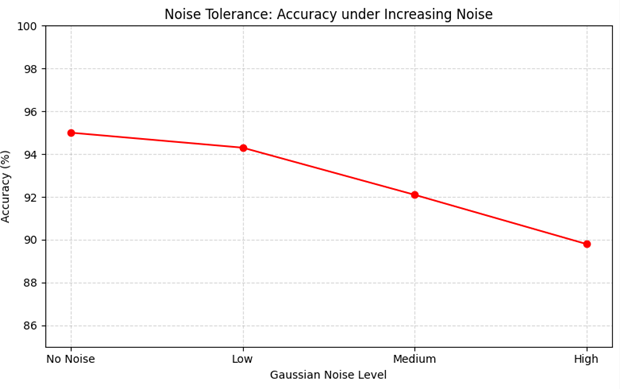 Noise Tolerance: Accuracy under Increasing Noise
100
98
96
94
92
90
88
86
Accuracy (%)
No Noise Low Medium High
Gaussian Noise Level